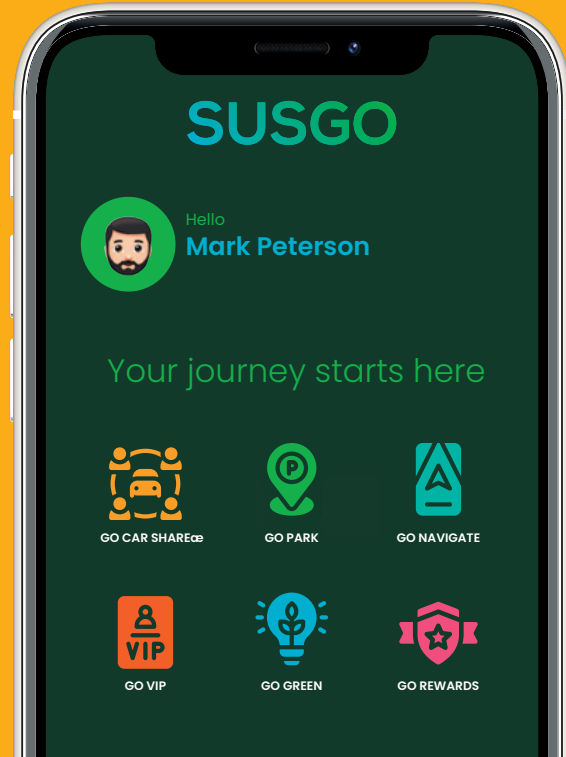 SUSGO
Hello
Mark Peterson
Your journey starts here
P
GO CAR SHAREœ
GO PARK
GO NAVIGATE
VIP
GO VIP
GO GREEN
GO REWARDS